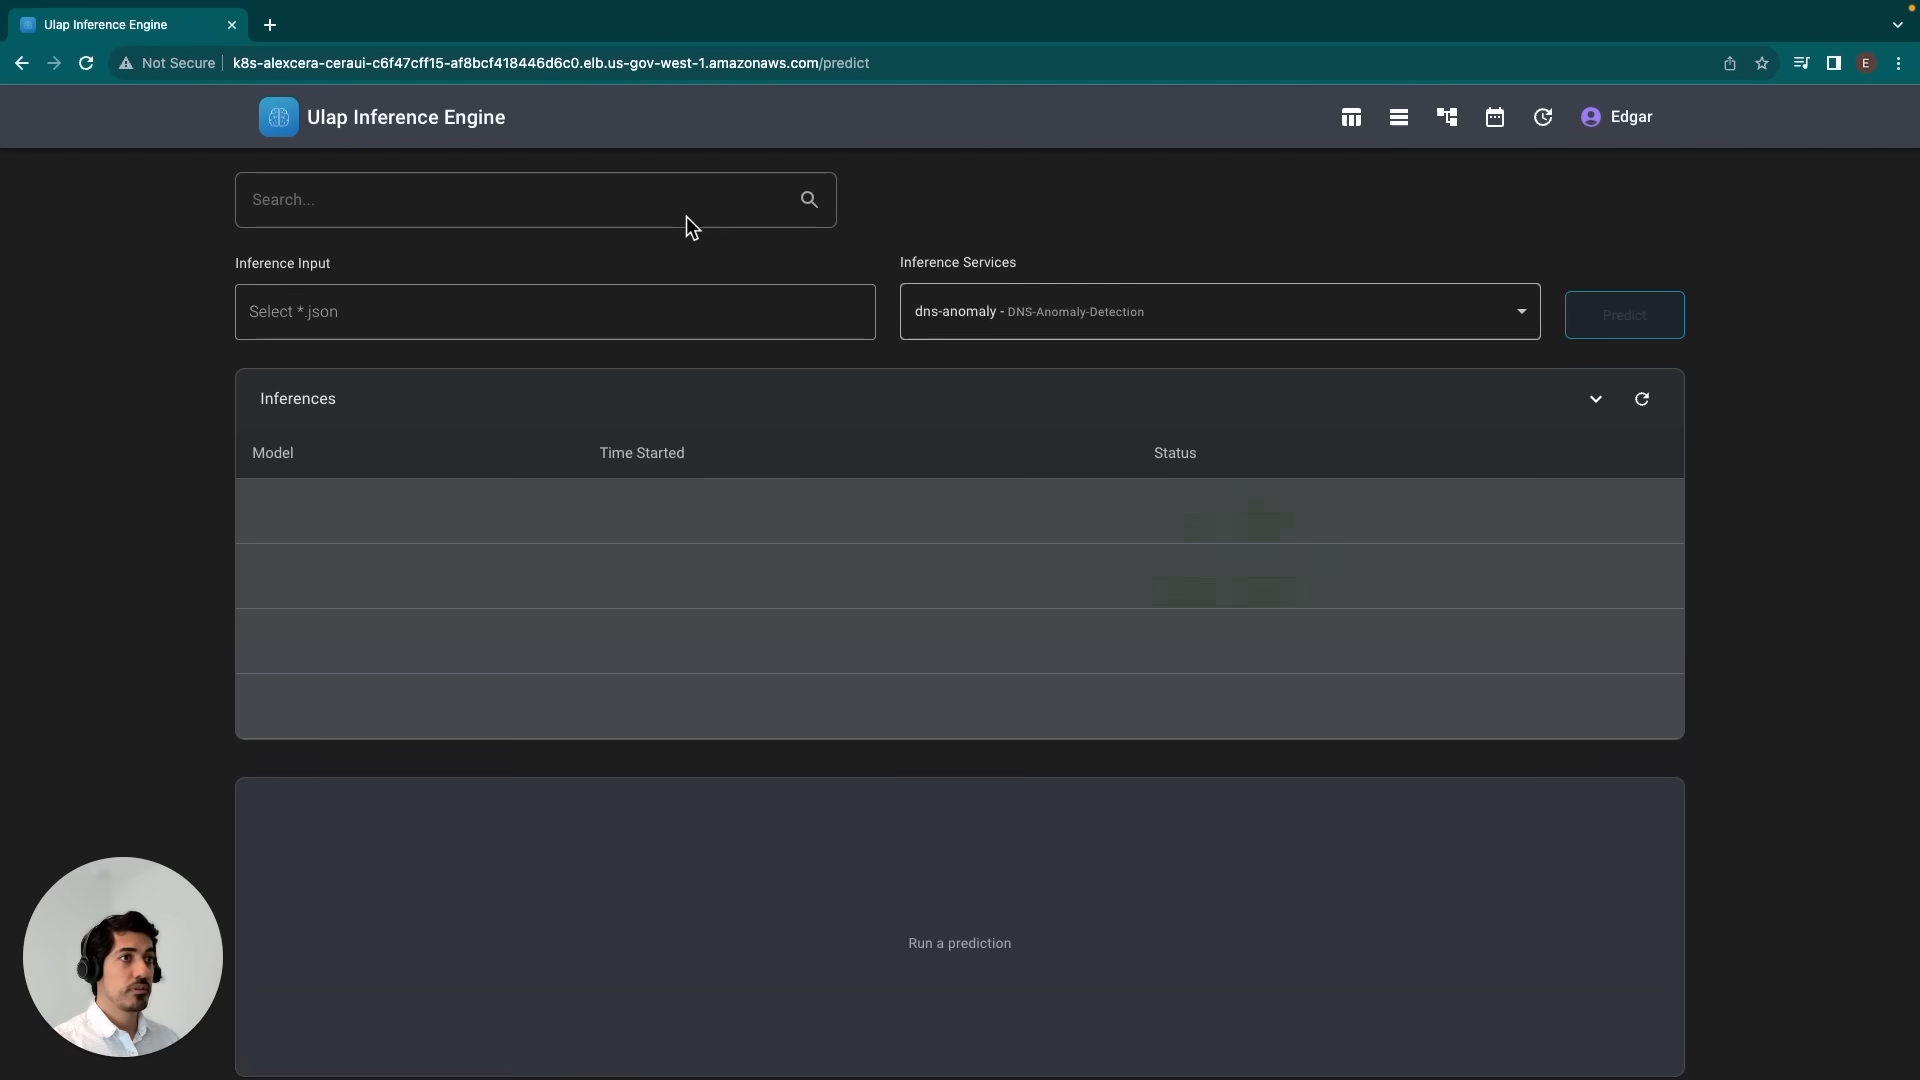 Ulap Inference Engine
Not Secure
k8s-alexcera-ceraui-c6f47cff15-af8bcf418446d6c0.elb.us-gov-west-1.amazonaws.com/predict
E
Ulap Inference Engine
Edgar
Search...
Inference Input
Inference Services
Select *.json
dns-anomaly - DNS-Anomaly-Detection
Predict
Inferences
Model
Time Started
Status
Run a prediction